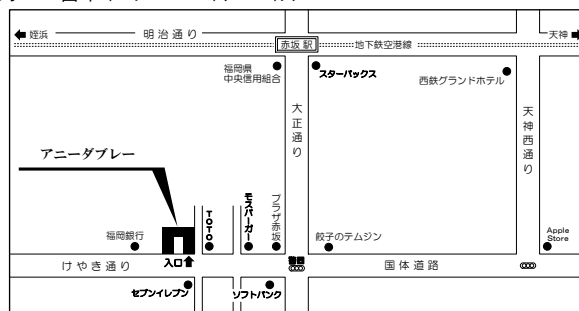 姪浜
明治通り
天神
赤坂駅
地下鉄空港線
福岡県
中央信用組合
スターバックス
西鉄グランドホテル
大正通り
天神西通り
アニーダブレー
TOTO
モスバーガー
プラザ赤坂
福岡銀行
餃子のテムジン
Apple
Store
けやき通り
入口
警固
国体道路
セブンイレブン
ソフトバンク